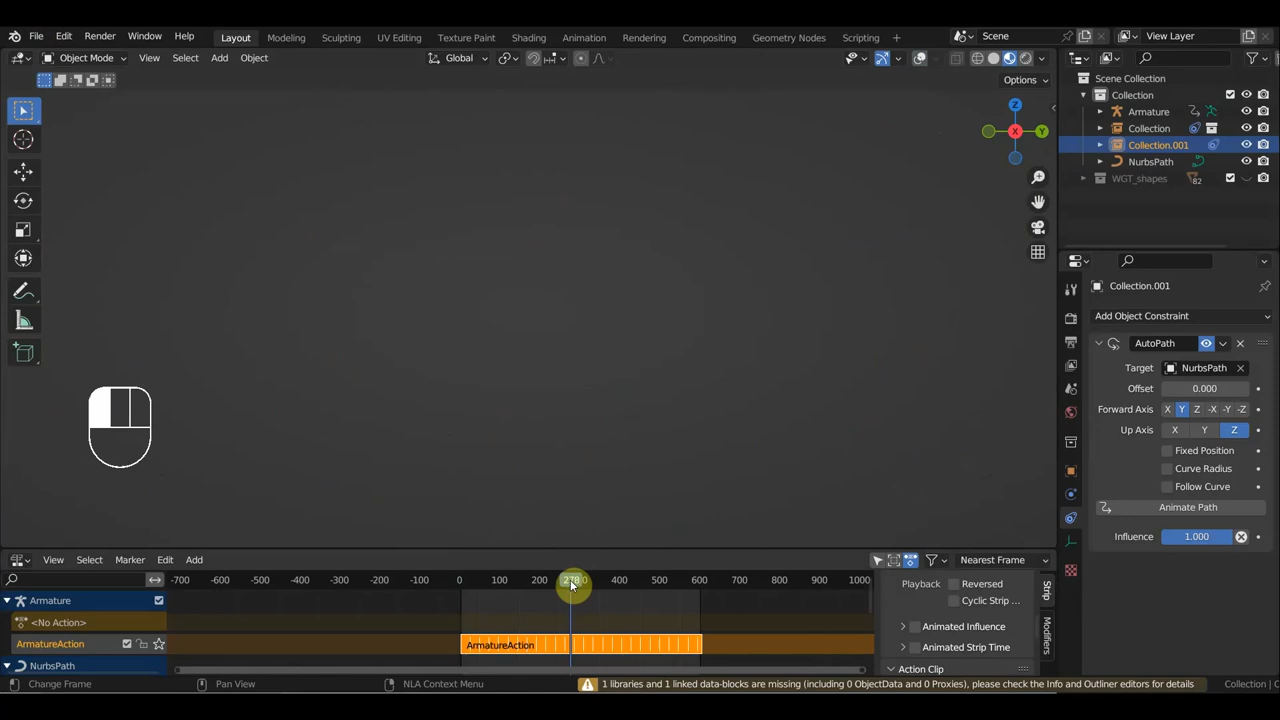 File Edit Render Window Help Layout Modeling Sculpting UV Editing Texture Paint Shading Animation Rendering Compositing Geometry Nodes Scripting + Scene View Layer
Object Mode View Select Add Object Global
Options
Scene Collection
Collection
Armature
Collection
Collection.001
NurbsPath
WGT_shapes 82
Z
Y
X
Collection.001
Add Object Constraint
AutoPath
Target NurbsPath
Offset 0.000
Forward Axis X Y Z -X -Y -Z
Up Axis X Y Z
Fixed Position
Curve Radius
Follow Curve
Animate Path
Influence 1.000
View Select Marker Edit Add Nearest Frame
-700 -600 -500 -400 -300 -200 -100 0 100 200 278 400 500 600 700 800 900 1000
Armature
<No Action>
ArmatureAction
ArmatureAction
NurbsPath
Playback Reversed
Cyclic Strip ...
Animated Influence
Animated Strip Time
Action Clip
Strip
Modifiers
Change Frame Pan View NLA Context Menu 1 libraries and 1 linked data-blocks are missing (including 0 ObjectData and 0 Proxies), please check the Info and Outliner editors for details Collection | C